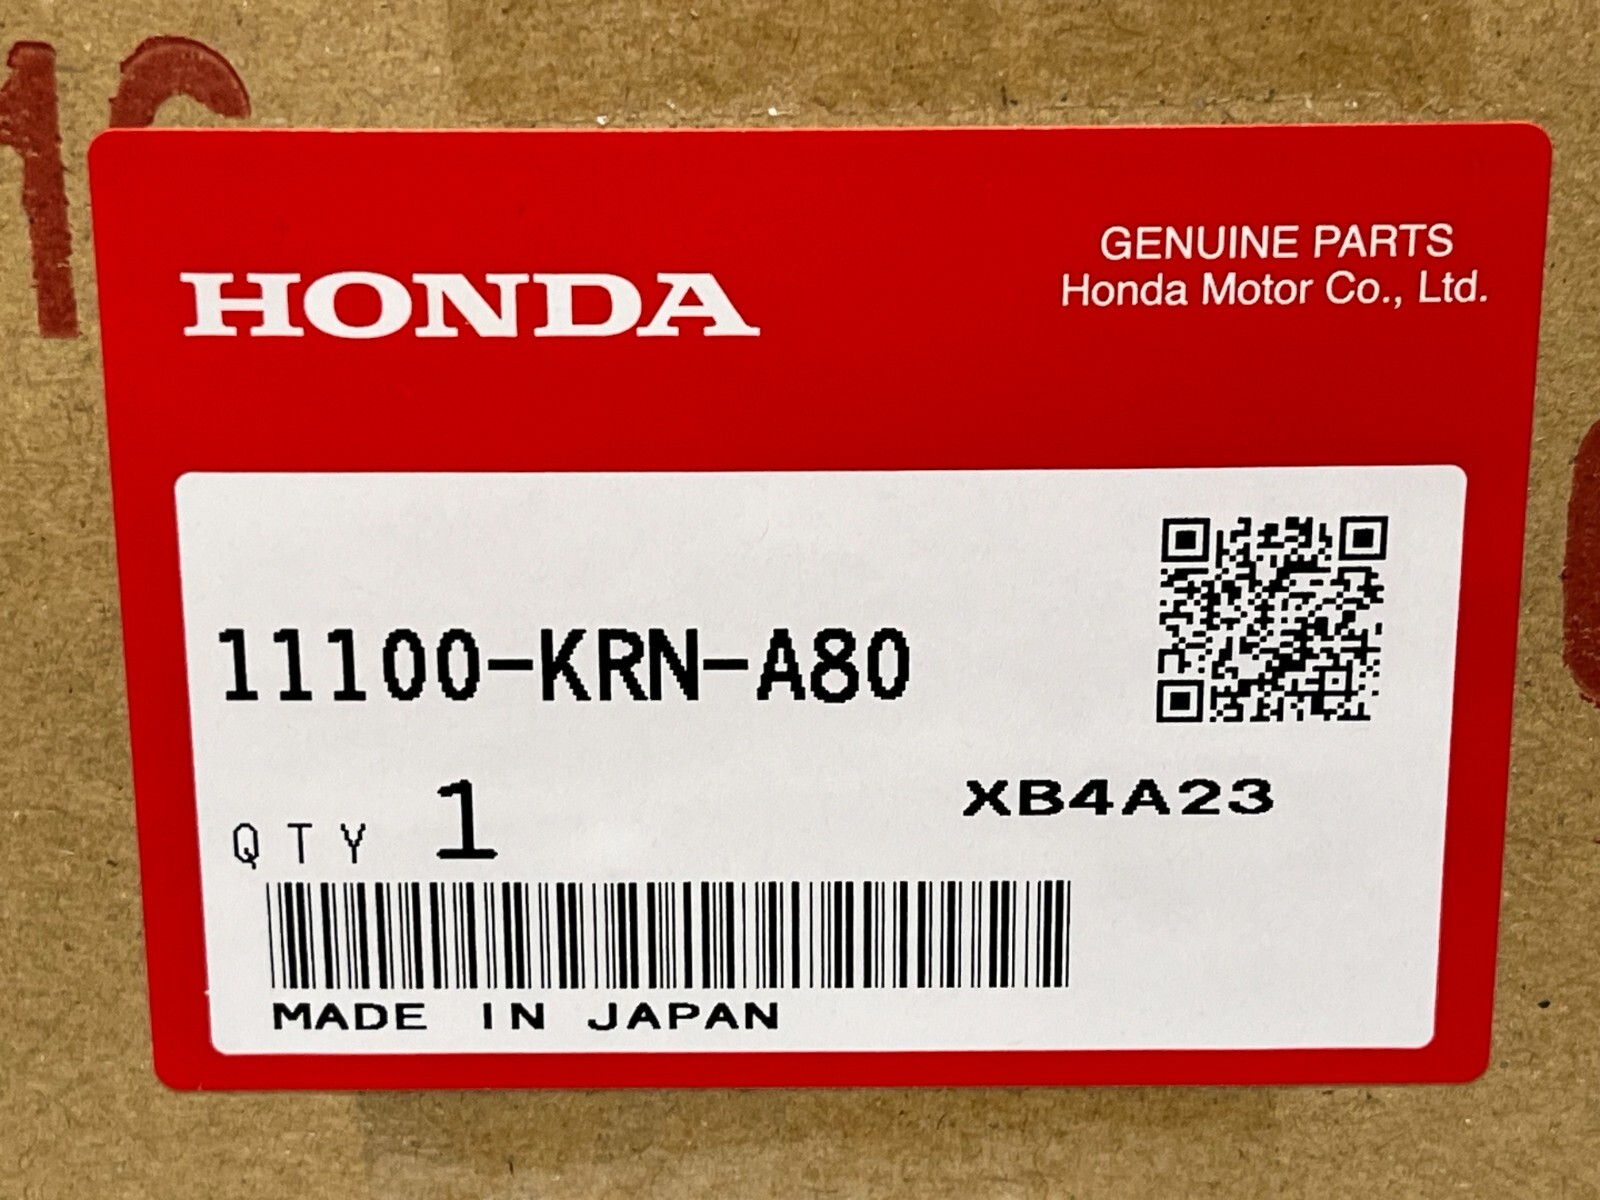 HONDA
GENUINE PARTS
Honda Motor Co., Ltd.
11100-KRN-A80
QTY 1
XB4A23
MADE IN JAPAN